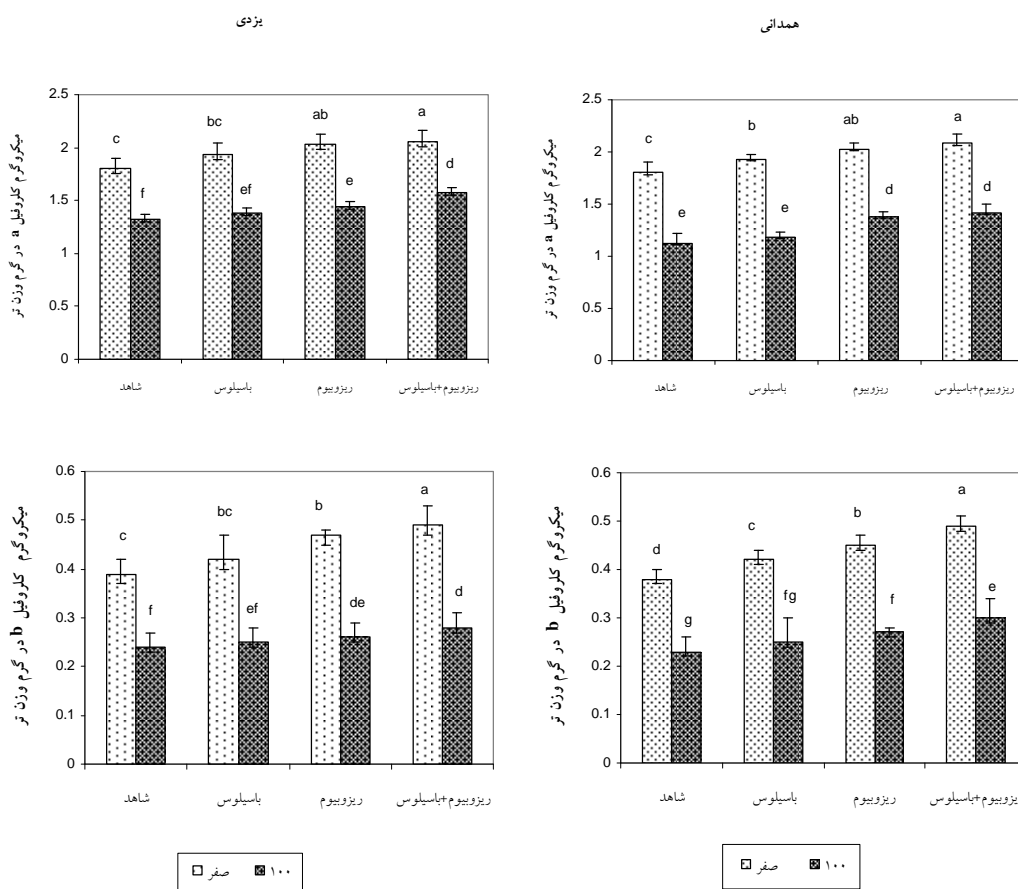 یزدی
همدانی
میکروگرم کلروفیل a در گرم وزن تر
2.5
2
1.5
1
0.5
0
c
f
bc
ef
ab
e
a
d
شاهد
باسیلوس
ریزوبیوم
ریزوبیوم+باسیلوس
میکروگرم کلروفیل a در گرم وزن تر
2.5
2
1.5
1
0.5
0
c
e
b
e
ab
d
a
d
شاهد
باسیلوس
ریزوبیوم
ریزوبیوم+باسیلوس
میکروگرم کلروفیل b در گرم وزن تر
0.6
0.5
0.4
0.3
0.2
0.1
0
c
f
bc
ef
b
de
a
d
شاهد
باسیلوس
ریزوبیوم
ریزوبیوم+باسیلوس
صفر
۱۰۰
میکروگرم کلروفیل b در گرم وزن تر
0.6
0.5
0.4
0.3
0.2
0.1
0
d
g
c
fg
b
f
a
e
شاهد
باسیلوس
ریزوبیوم
ریزوبیوم+باسیلوس
صفر
۱۰۰